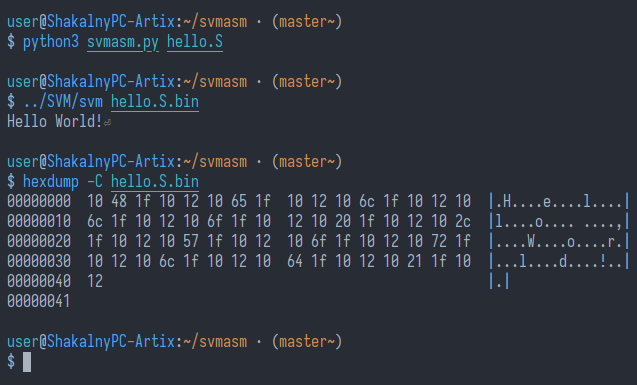 user@ShakalnyPC-Artix:~/svmasm · (master~)
$ python3 svmasm.py hello.S
user@ShakalnyPC-Artix:~/svmasm · (master~)
$ ../SVM/svm hello.S.bin
Hello World!⏎
user@ShakalnyPC-Artix:~/svmasm · (master~)
$ hexdump -C hello.S.bin
00000000  10 48 1f 10 12 10 65 1f  10 12 10 6c 1f 10 12 10  |.H....e....l....|
00000010  6c 1f 10 12 10 6f 1f 10  12 10 20 1f 10 12 10 2c  |l....o.... ....,|
00000020  1f 10 12 10 57 1f 10 12  10 6f 1f 10 12 10 72 1f  |....W....o....r.|
00000030  10 12 10 6c 1f 10 12 10  64 1f 10 12 10 21 1f 10  |...l....d....!..|
00000040  12  |.|
00000041
user@ShakalnyPC-Artix:~/svmasm · (master~)
$